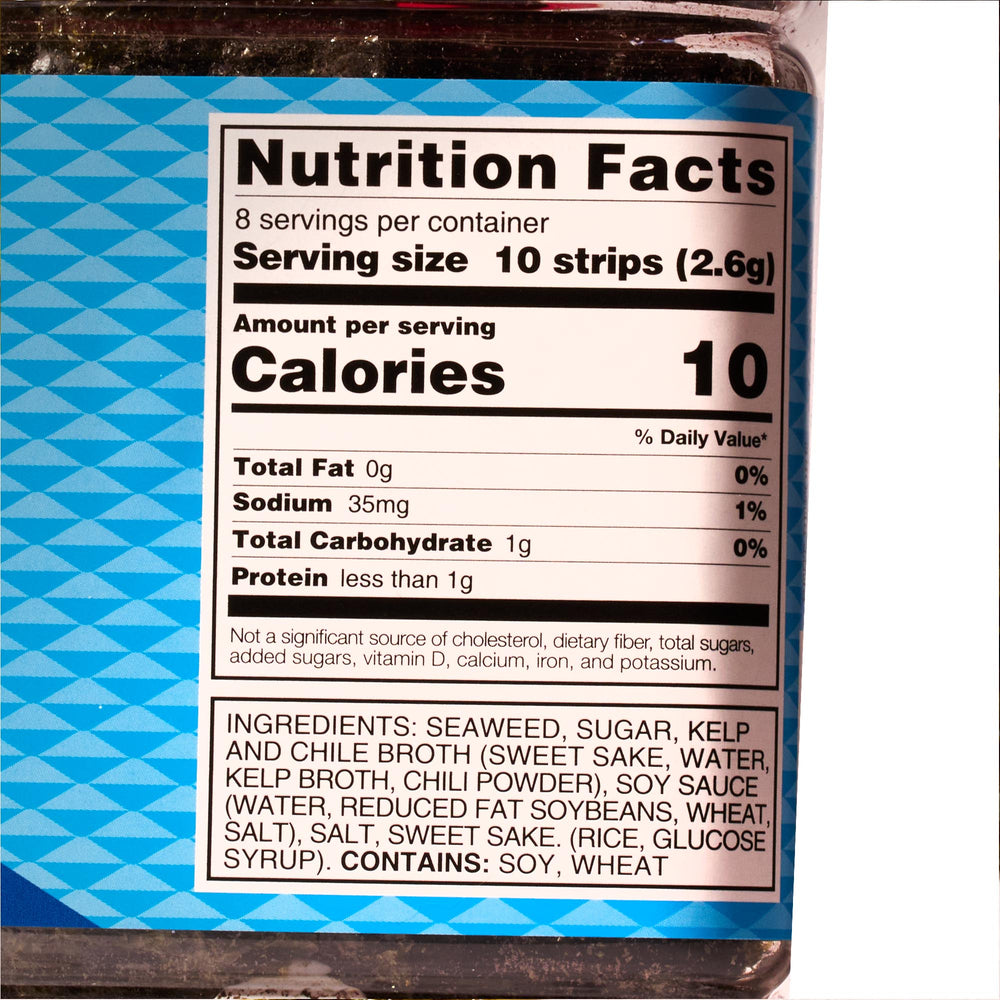 Nutrition Facts
8 servings per container
Serving size 10 strips (2.6g)
Amount per serving
Calories 10
% Daily Value*
Total Fat 0g 0%
Sodium 35mg 1%
Total Carbohydrate 1g 0%
Protein less than 1g
Not a significant source of cholesterol, dietary fiber, total sugars,
added sugars, vitamin D, calcium, iron, and potassium.
INGREDIENTS: SEAWEED, SUGAR, KELP
AND CHILE BROTH (SWEET SAKE, WATER,
KELP BROTH, CHILI POWDER), SOY SAUCE
(WATER, REDUCED FAT SOYBEANS, WHEAT,
SALT), SALT, SWEET SAKE. (RICE, GLUCOSE
SYRUP). CONTAINS: SOY, WHEAT